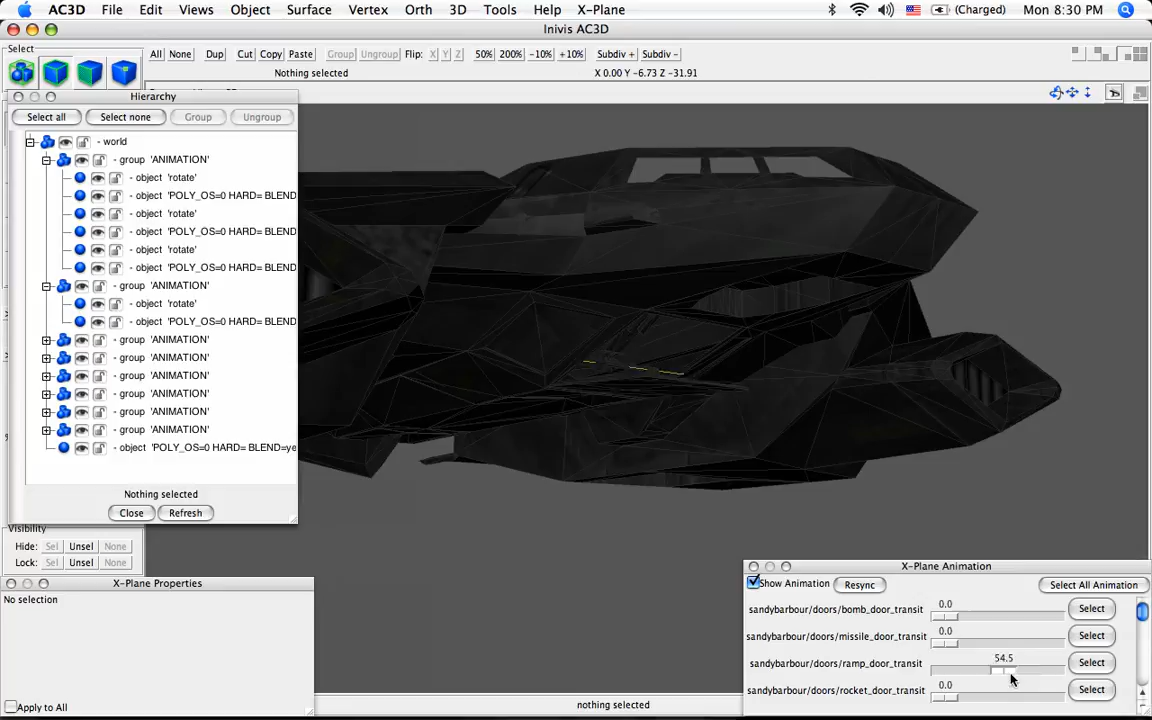 AC3D File Edit Views Object Surface Vertex Orth 3D Tools Help X-Plane (Charged) Mon 8:30 PM
Inivis AC3D
Select
All None Dup Cut Copy Paste Group Ungroup Flip: X Y Z 50% 200% -10% +10% Subdiv + Subdiv -
Nothing selected X 0.00 Y -6.73 Z -31.91
Hierarchy
Select all Select none Group Ungroup
- world
- group 'ANIMATION'
- object 'rotate'
- object 'POLY_OS=0 HARD= BLEND
- object 'rotate'
- object 'POLY_OS=0 HARD= BLEND
- object 'rotate'
- object 'POLY_OS=0 HARD= BLEND
- group 'ANIMATION'
- object 'rotate'
- object 'POLY_OS=0 HARD= BLEND
- group 'ANIMATION'
- group 'ANIMATION'
- group 'ANIMATION'
- group 'ANIMATION'
- group 'ANIMATION'
- group 'ANIMATION'
- object 'POLY_OS=0 HARD= BLEND=ye
Nothing selected
Close Refresh
Visibility
Hide: Sel Unsel None
Lock: Sel Unsel None
X-Plane Properties
No selection
Apply to All
X-Plane Animation
Show Animation Resync Select All Animation
sandybarbour/doors/bomb_door_transit 0.0 Select
sandybarbour/doors/missile_door_transit 0.0 Select
sandybarbour/doors/ramp_door_transit 54.5 Select
sandybarbour/doors/rocket_door_transit 0.0 Select
nothing selected